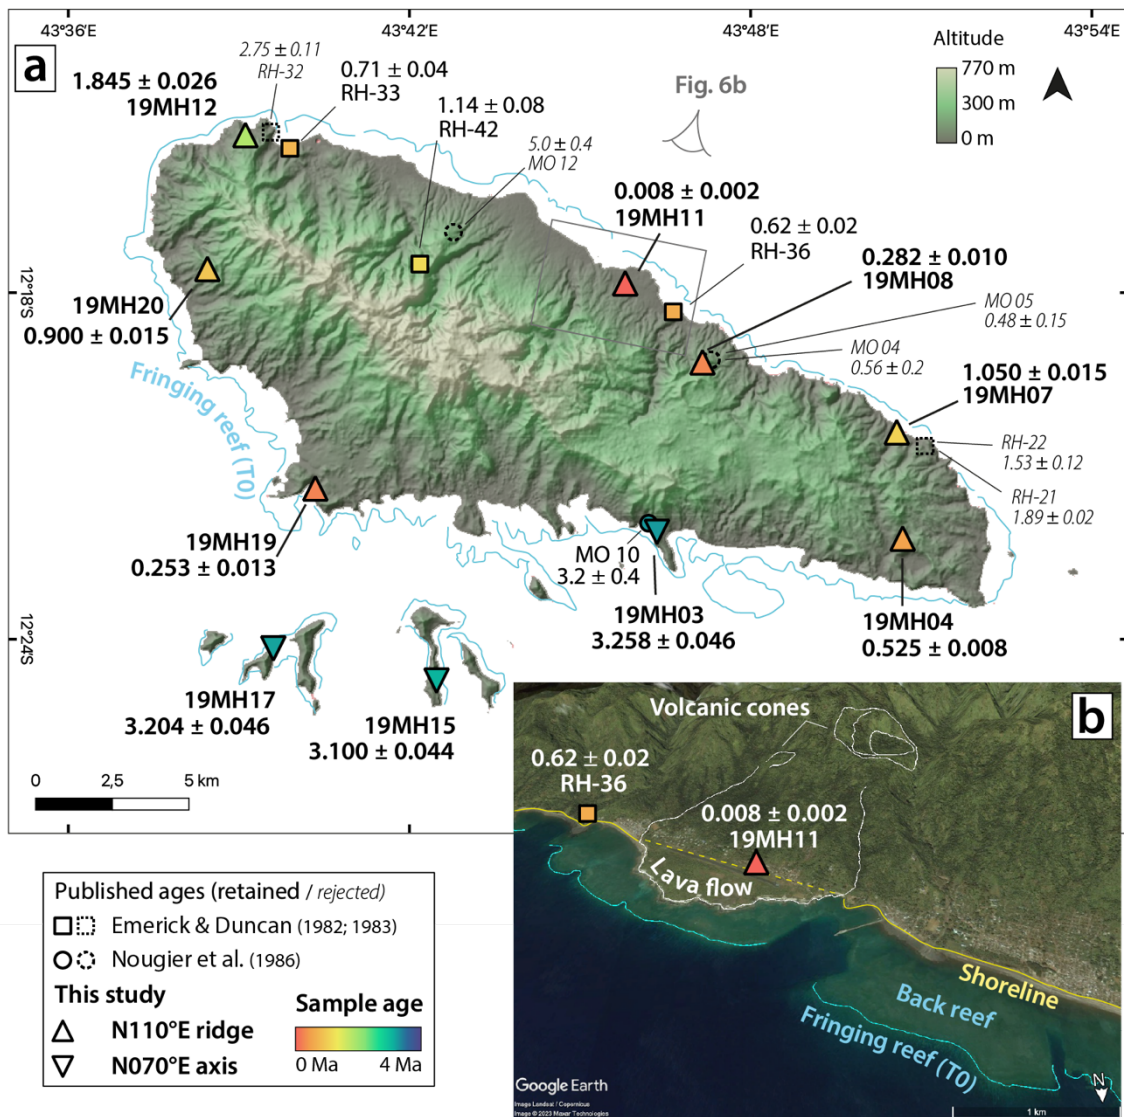 43°36'E
43°42'E
43°48'E
43°54'E
a
2.75 ± 0.11
RH-32
1.845 ± 0.026
19MH12
0.71 ± 0.04
RH-33
1.14 ± 0.08
RH-42
5.0 ± 0.4
MO 12
Fig. 6b
Altitude
770 m
300 m
0 m
0.008 ± 0.002
19MH11
0.62 ± 0.02
RH-36
0.282 ± 0.010
19MH08
MO 05
0.48 ± 0.15
MO 04
0.56 ± 0.2
12°18'S
19MH20
0.900 ± 0.015
Fringing reef (T0)
1.050 ± 0.015
19MH07
RH-22
1.53 ± 0.12
RH-21
1.89 ± 0.02
19MH19
0.253 ± 0.013
MO 10
3.2 ± 0.4
19MH03
3.258 ± 0.046
19MH04
0.525 ± 0.008
12°24'S
19MH17
3.204 ± 0.046
19MH15
3.100 ± 0.044
0 2,5 5 km
b
Volcanic cones
0.62 ± 0.02
RH-36
0.008 ± 0.002
19MH11
Lava flow
Shoreline
Back reef
Fringing reef (T0)
N
Google Earth
Image Landsat / Copernicus
Image © 2023 Maxar Technologies
1 km
Published ages (retained / rejected)
Emerick & Duncan (1982; 1983)
Nougier et al. (1986)
This study
N110°E ridge
N070°E axis
Sample age
0 Ma 4 Ma